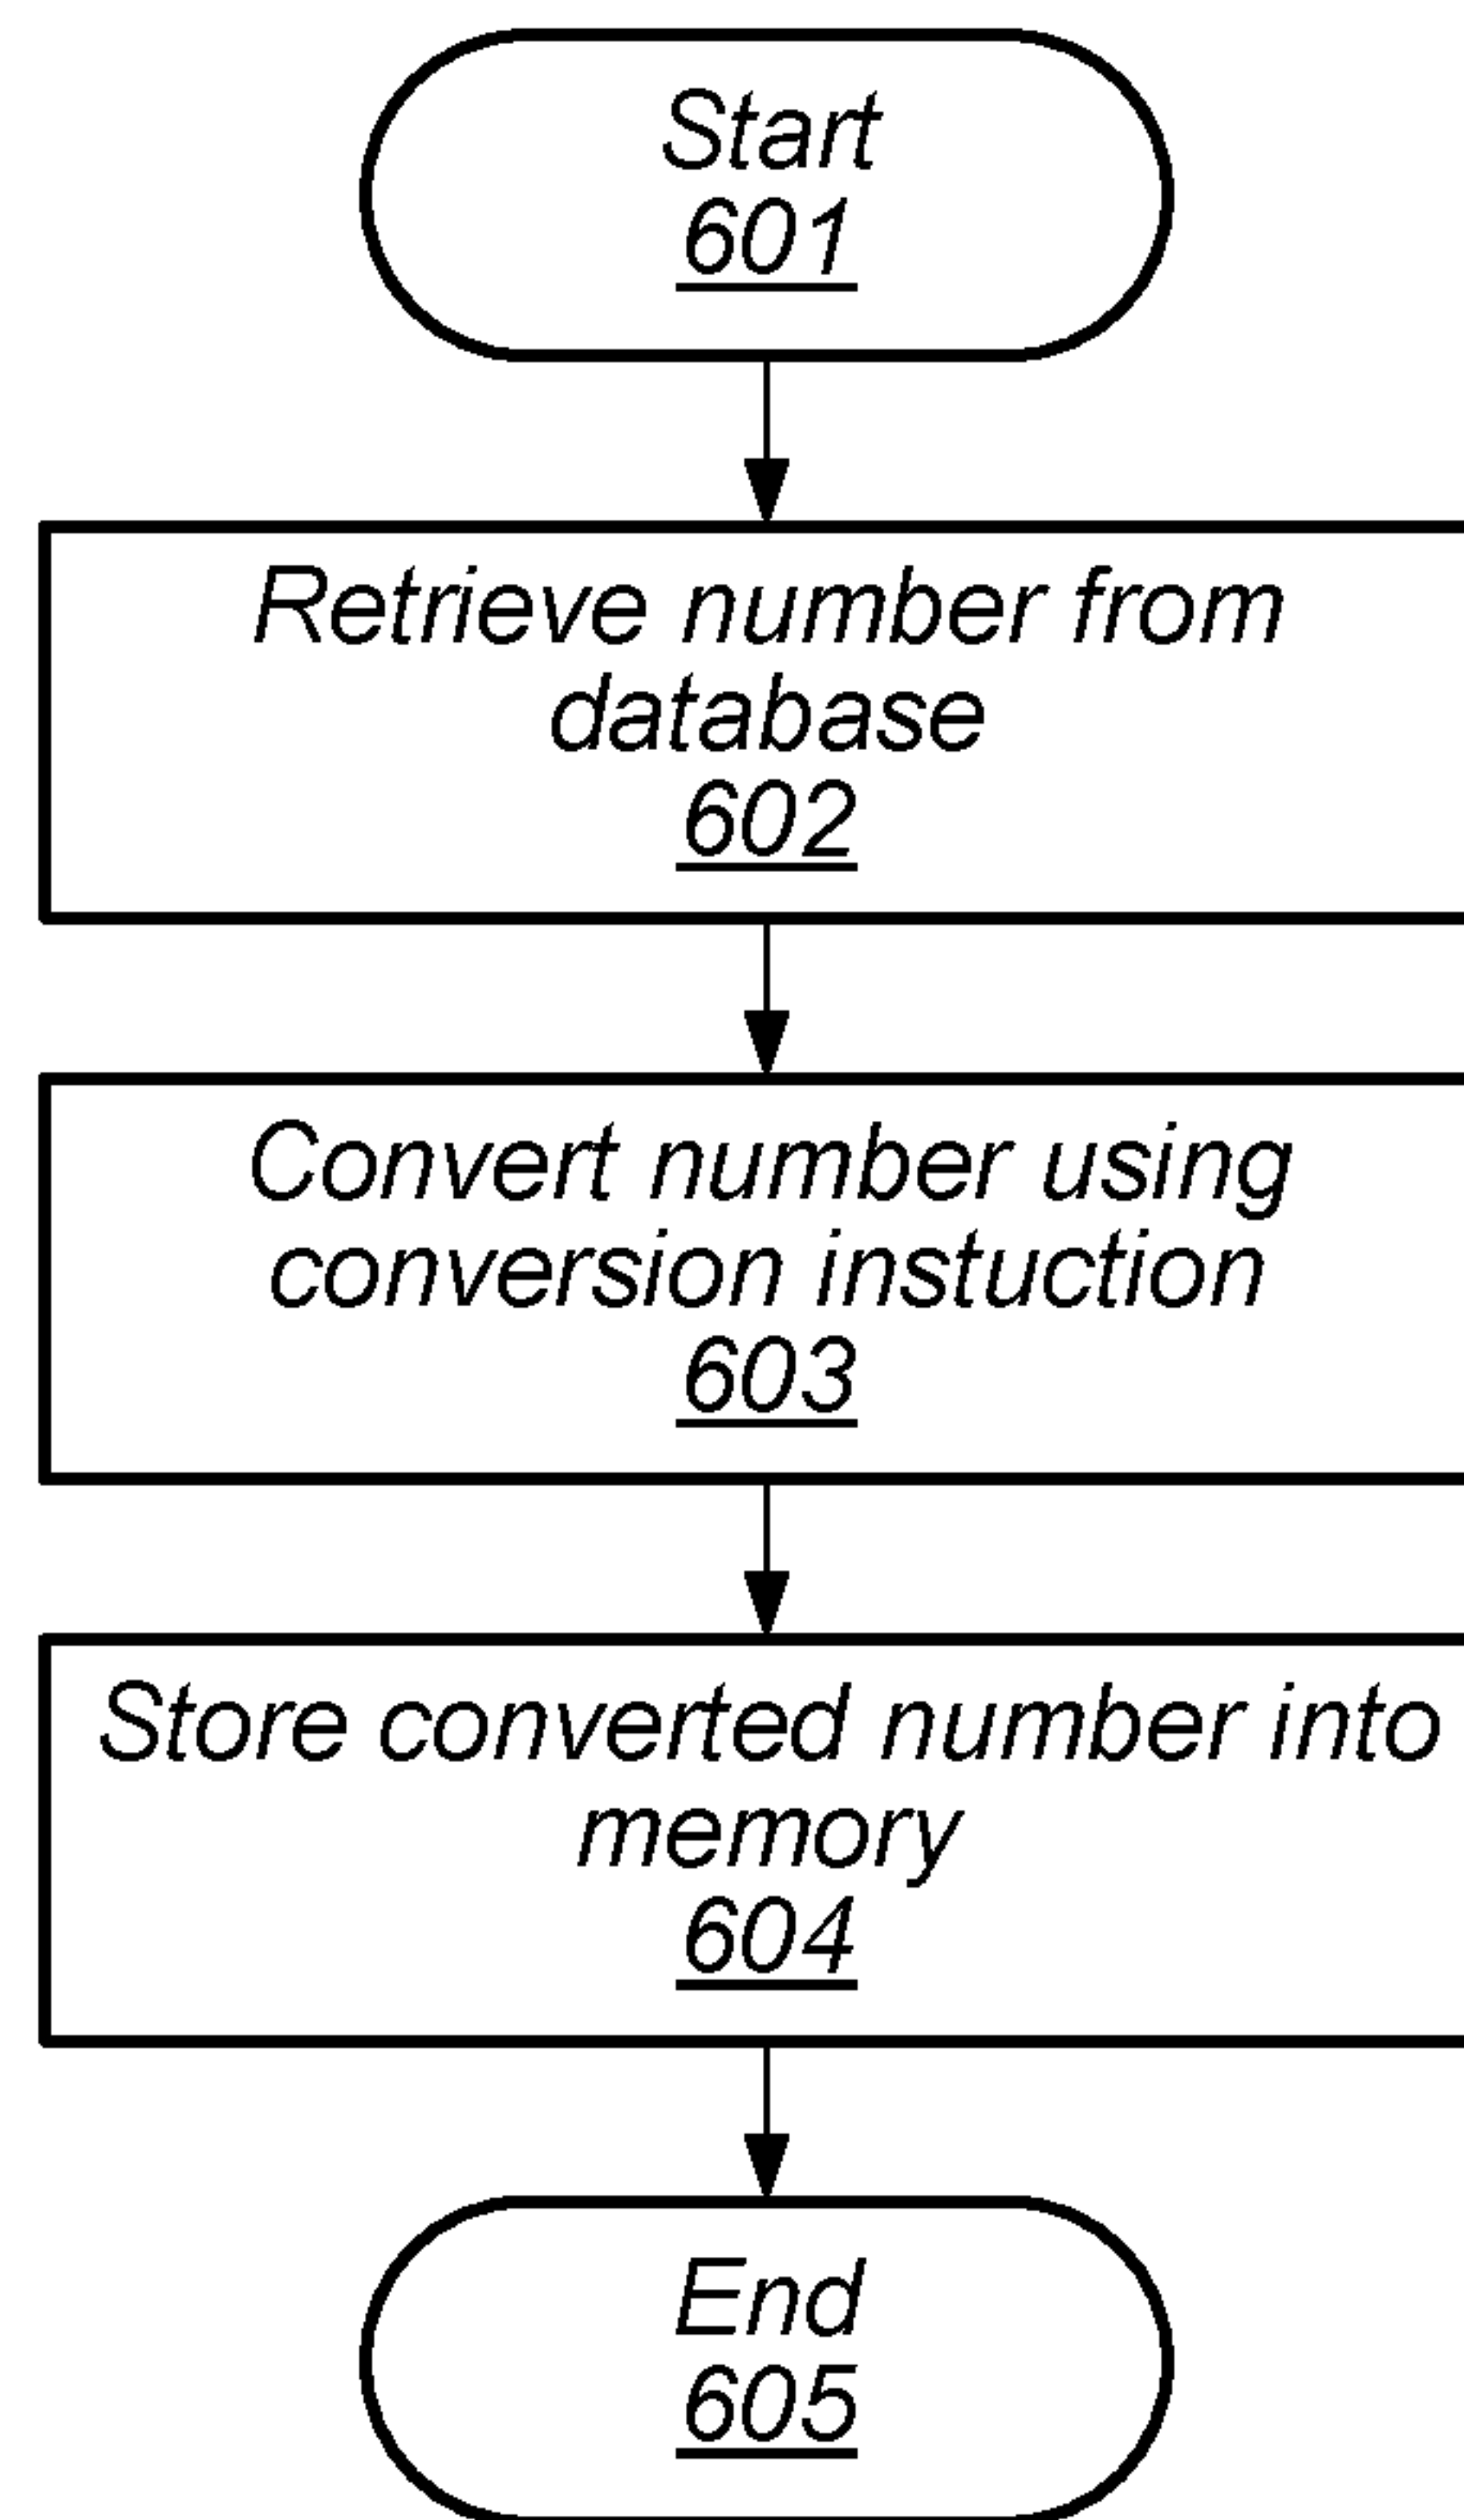 Start
601
Retrieve number from
database
602
Convert number using
conversion instuction
603
Store converted number into
memory
604
End
605